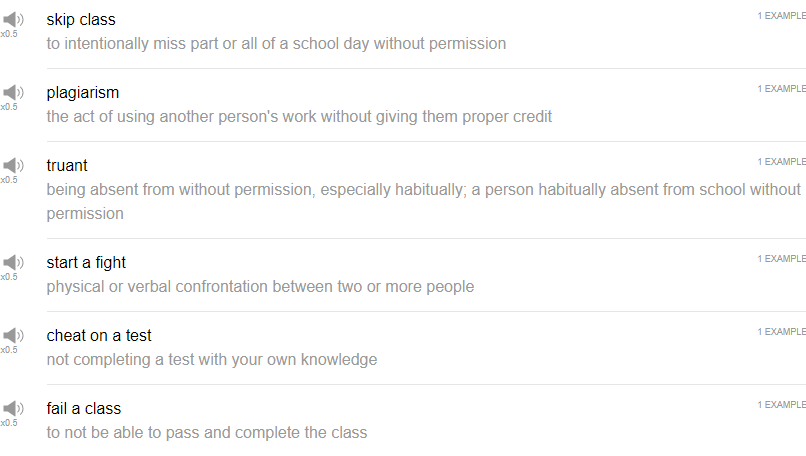 skip class
1 EXAMPLE
x0.5
to intentionally miss part or all of a school day without permission
plagiarism
1 EXAMPLE
x0.5
the act of using another person's work without giving them proper credit
truant
1 EXAMPLE
x0.5
being absent from without permission, especially habitually; a person habitually absent from school without
permission
start a fight
1 EXAMPLE
x0.5
physical or verbal confrontation between two or more people
cheat on a test
1 EXAMPLE
x0.5
not completing a test with your own knowledge
fail a class
1 EXAMPLE
x0.5
to not be able to pass and complete the class